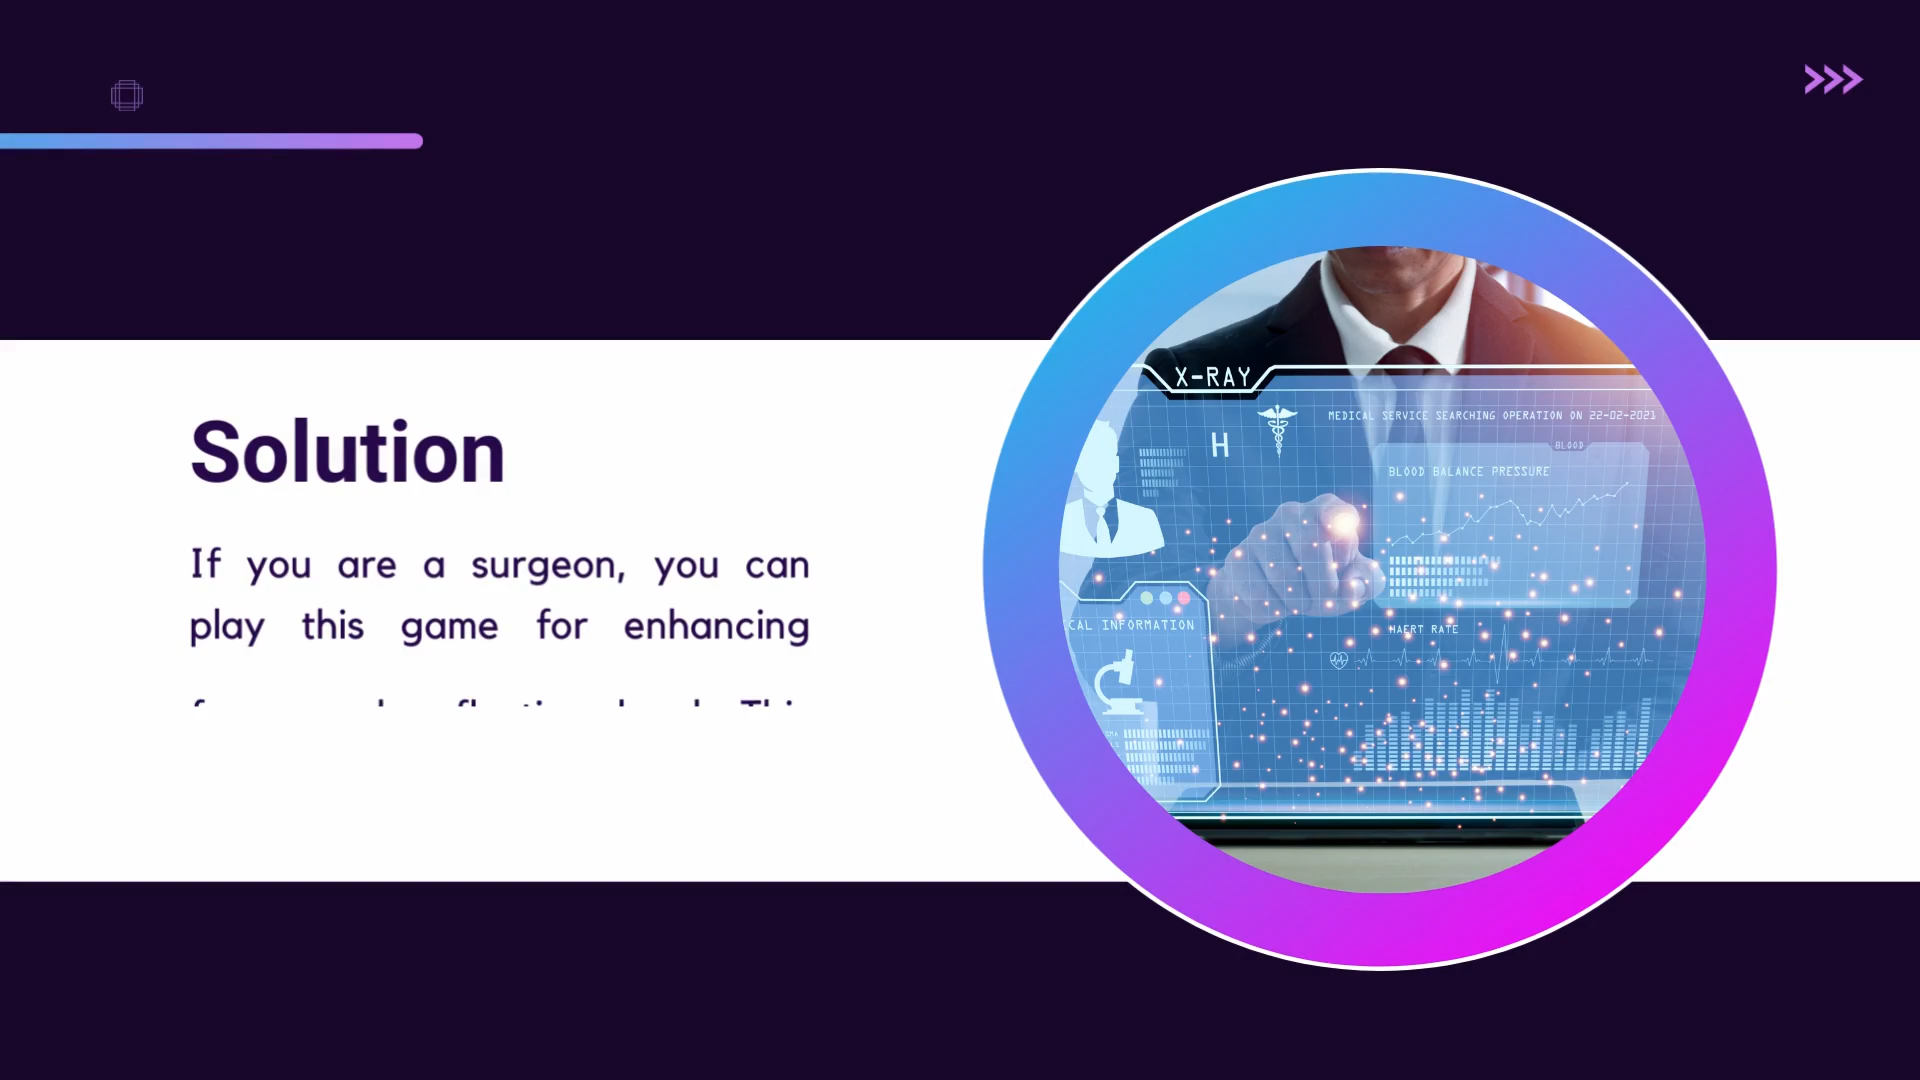 Solution
If you are a surgeon, you can
play this game for enhancing
X-RAY
H
MEDICAL SERVICE SEARCHING OPERATION ON 22-02-2021
BLOOD
BLOOD BALANCE PRESSURE
CAL INFORMATION
HAERT RATE